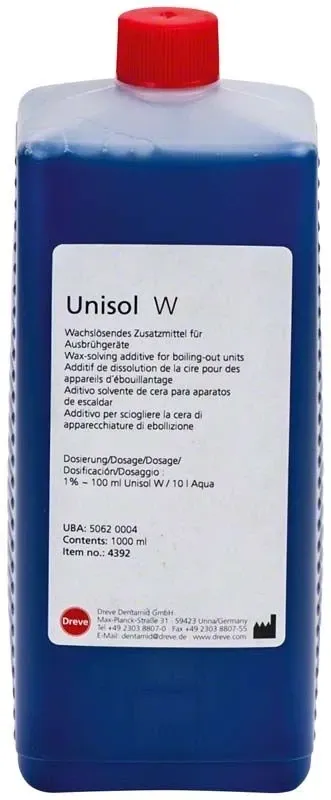 Unisol W
Wachslösendes Zusatzmittel für
Ausbrühgeräte
Wax-solving additive for boiling-out units
Additif de dissolution de la cire pour des
appareils d'ébouillantage
Aditivo solvente de cera para aparatos
de escaldar
Additivo per sciogliere la cera di
apparecchiature di ebollizione
Dosierung/Dosage/Dosage/
Dosificación/Dosaggio :
1% ~ 100 ml Unisol W / 10 l Aqua
UBA: 5062 0004
Contents: 1000 ml
Item no.: 4392
Dreve
Dreve Dentamid GmbH
Max-Planck-Straße 31 · 59423 Unna/Germany
Tel +49 2303 8807-0 · Fax +49 2303 8807-55
E-Mail: dentamid@dreve.de · www.dreve.com